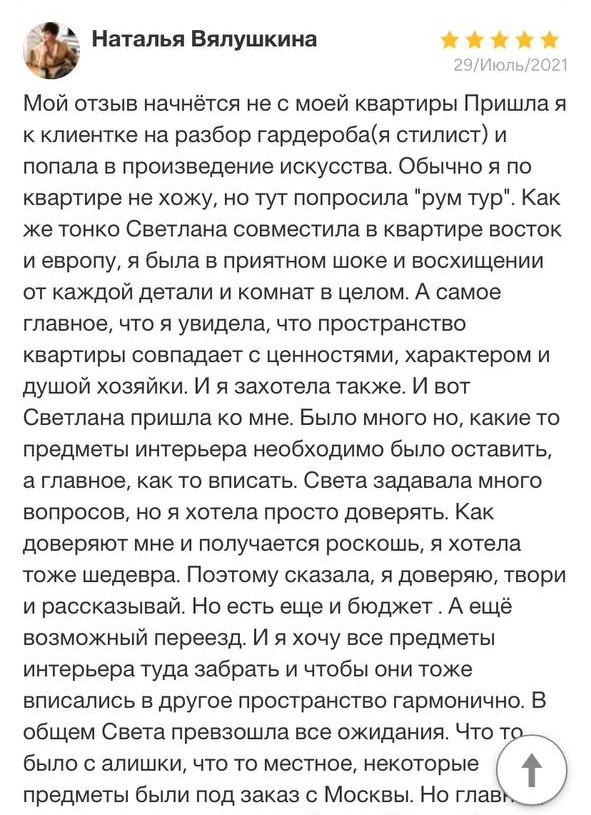 Наталья Вялушкина
29/Июль/2021
Мой отзыв начнётся не с моей квартиры Пришла я
к клиентке на разбор гардероба(я стилист) и
попала в произведение искусства. Обычно я по
квартире не хожу, но тут попросила "рум тур". Как
же тонко Светлана совместила в квартире восток
и европу, я была в приятном шоке и восхищении
от каждой детали и комнат в целом. А самое
главное, что я увидела, что пространство
квартиры совпадает с ценностями, характером и
душой хозяйки. И я захотела также. И вот
Светлана пришла ко мне. Было много но, какие то
предметы интерьера необходимо было оставить,
а главное, как то вписать. Света задавала много
вопросов, но я хотела просто доверять. Как
доверяют мне и получается роскошь, я хотела
тоже шедевра. Поэтому сказала, я доверяю, твори
и рассказывай. Но есть еще и бюджет . А ещё
возможный переезд. И я хочу все предметы
интерьера туда забрать и чтобы они тоже
вписались в другое пространство гармонично. В
общем Света превзошла все ожидания. Что то
было с алишки, что то местное, некоторые
предметы были под заказ с Москвы. Но